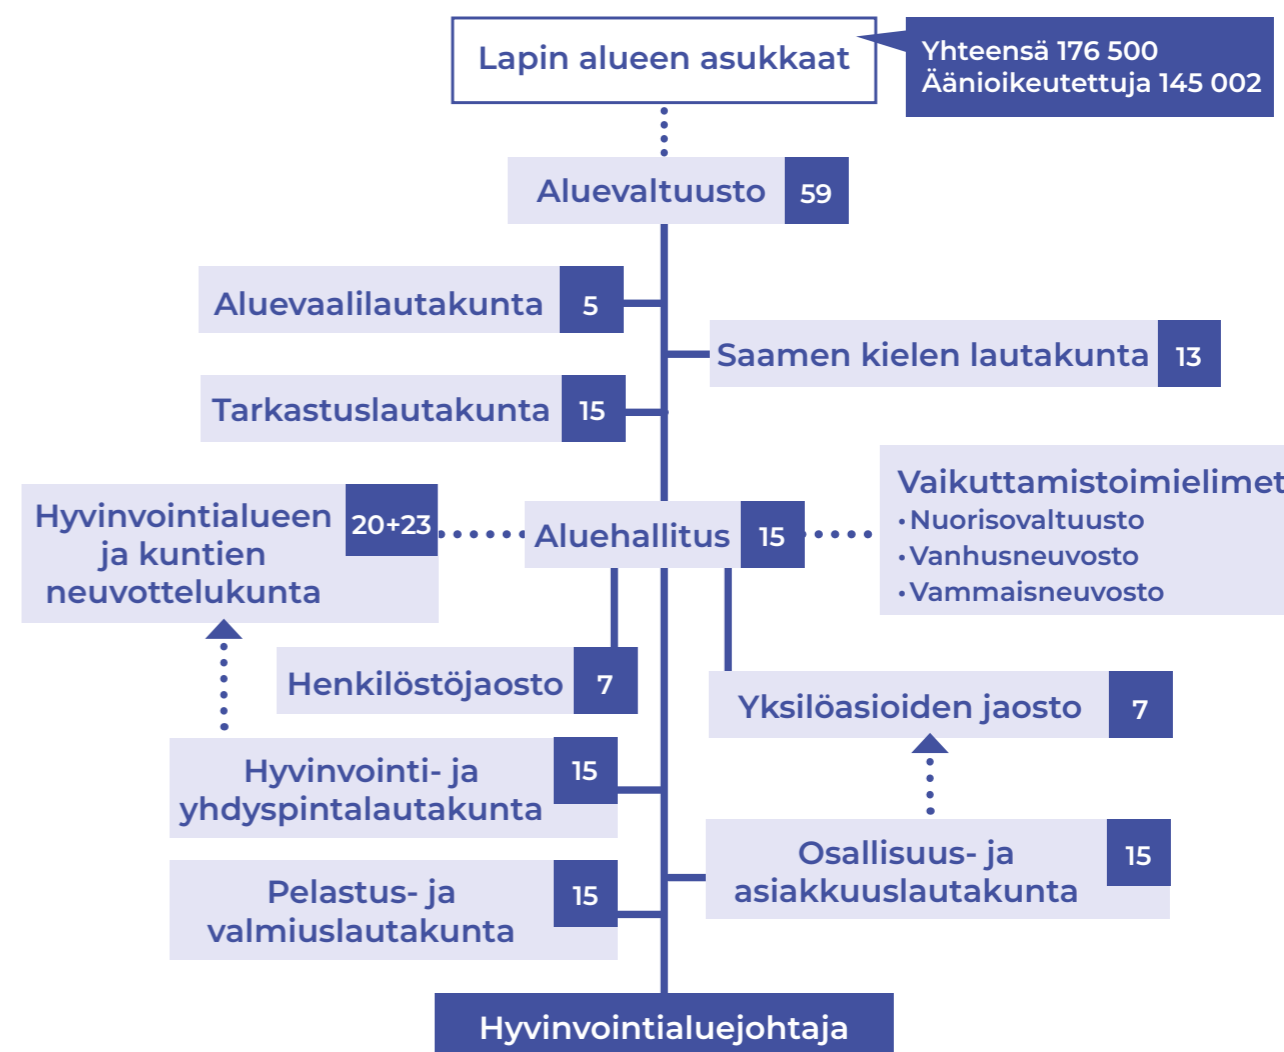 Lapin alueen asukkaat
Yhteensä 176 500
Äänioikeutettuja 145 002
Aluevaltuusto 59
Aluevaalilautakunta 5
Saamen kielen lautakunta 13
Tarkastuslautakunta 15
Hyvinvointialueen
ja kuntien
neuvottelukunta
20+23
Aluehallitus 15
Vaikuttamistoimielimet
• Nuorisovaltuusto
• Vanhusneuvosto
• Vammaisneuvosto
Henkilöstöjaosto 7
Yksilöasioiden jaosto 7
Hyvinvointi- ja
yhdyspintalautakunta
15
Osallisuus- ja
asiakkuuslautakunta
15
Pelastus- ja
valmiuslautakunta
15
Hyvinvointialuejohtaja